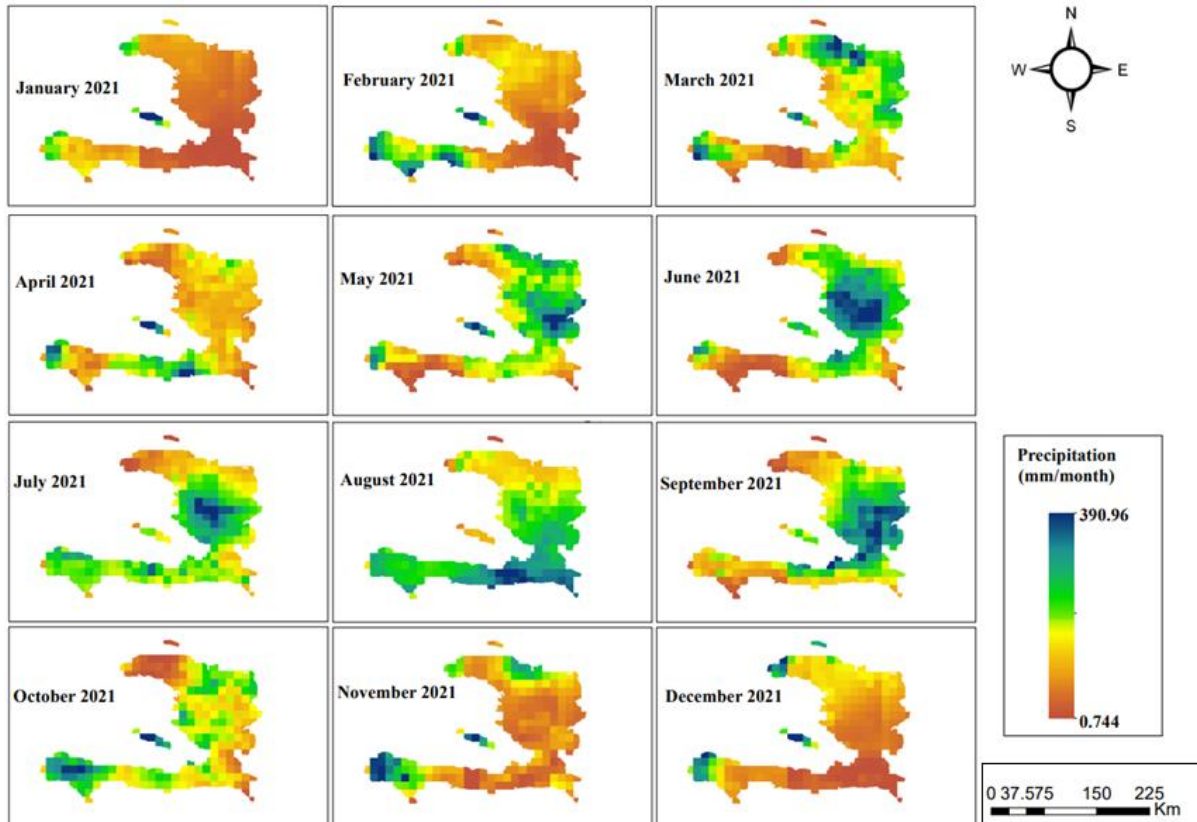 January 2021
February 2021
March 2021
N
W E
S
April 2021
May 2021
June 2021
July 2021
August 2021
September 2021
Precipitation
(mm/month)
390.96
0.744
October 2021
November 2021
December 2021
0 37.575 150 225
Km